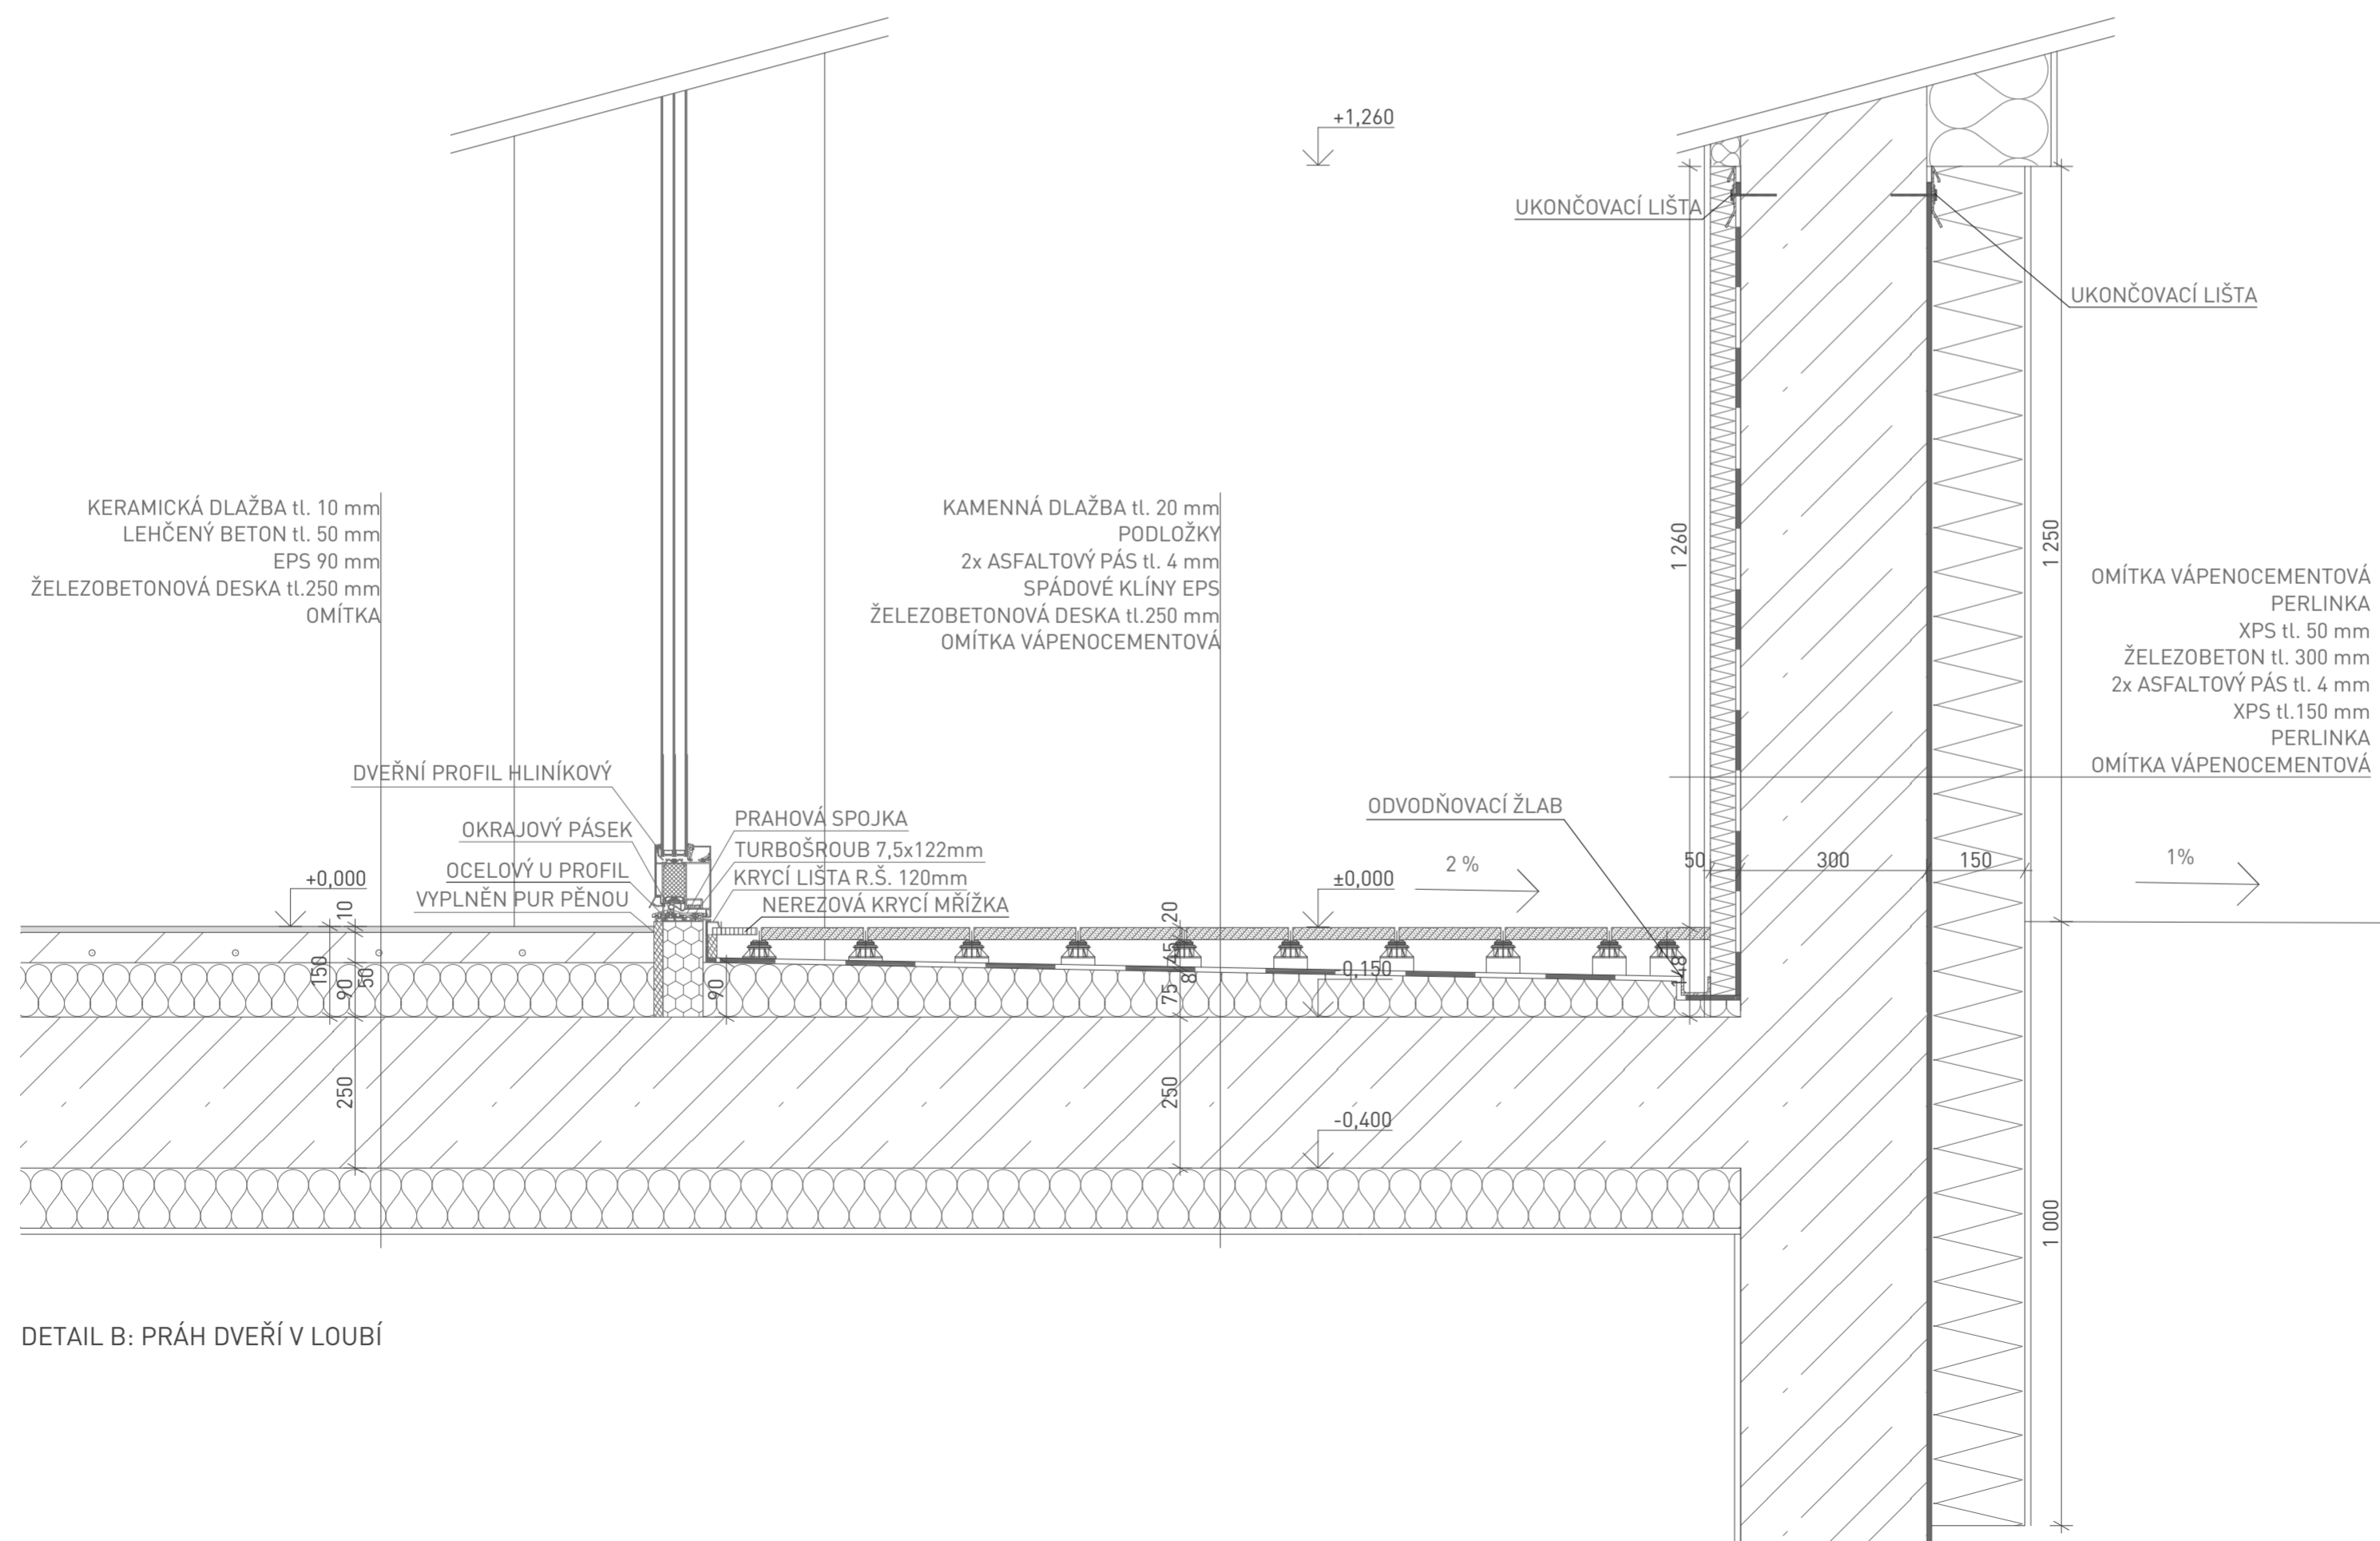 +1,260
UKONČOVACÍ LIŠTA
UKONČOVACÍ LIŠTA
KERAMICKÁ DLAŽBA tl. 10 mm
LEHČENÝ BETON tl. 50 mm
EPS 90 mm
ŽELEZOBETONOVÁ DESKA tl.250 mm
OMÍTKA
KAMENNÁ DLAŽBA tl. 20 mm
PODLOŽKY
2x ASFALTOVÝ PÁS tl. 4 mm
SPÁDOVÉ KLÍNY EPS
ŽELEZOBETONOVÁ DESKA tl.250 mm
OMÍTKA VÁPENOCEMENTOVÁ
1 260
1 250
OMÍTKA VÁPENOCEMENTOVÁ
PERLINKA
XPS tl. 50 mm
ŽELEZOBETON tl. 300 mm
2x ASFALTOVÝ PÁS tl. 4 mm
XPS tl.150 mm
PERLINKA
OMÍTKA VÁPENOCEMENTOVÁ
DVEŘNÍ PROFIL HLINÍKOVÝ
OKRAJOVÝ PÁSEK
OCELOVÝ U PROFIL
VYPLNĚN PUR PĚNOU
PRAHOVÁ SPOJKA
TURBOŠROUB 7,5x122mm
KRYCÍ LIŠTA R.Š. 120mm
NEREZOVÁ KRYCÍ MŘÍŽKA
ODVODŇOVACÍ ŽLAB
2 %
50
300
150
1%
+0,000
±0,000
10
150
90
50
90
20
45
8
75
-0,150
148
250
250
-0,400
1 000
DETAIL B: PRÁH DVEŘÍ V LOUBÍ